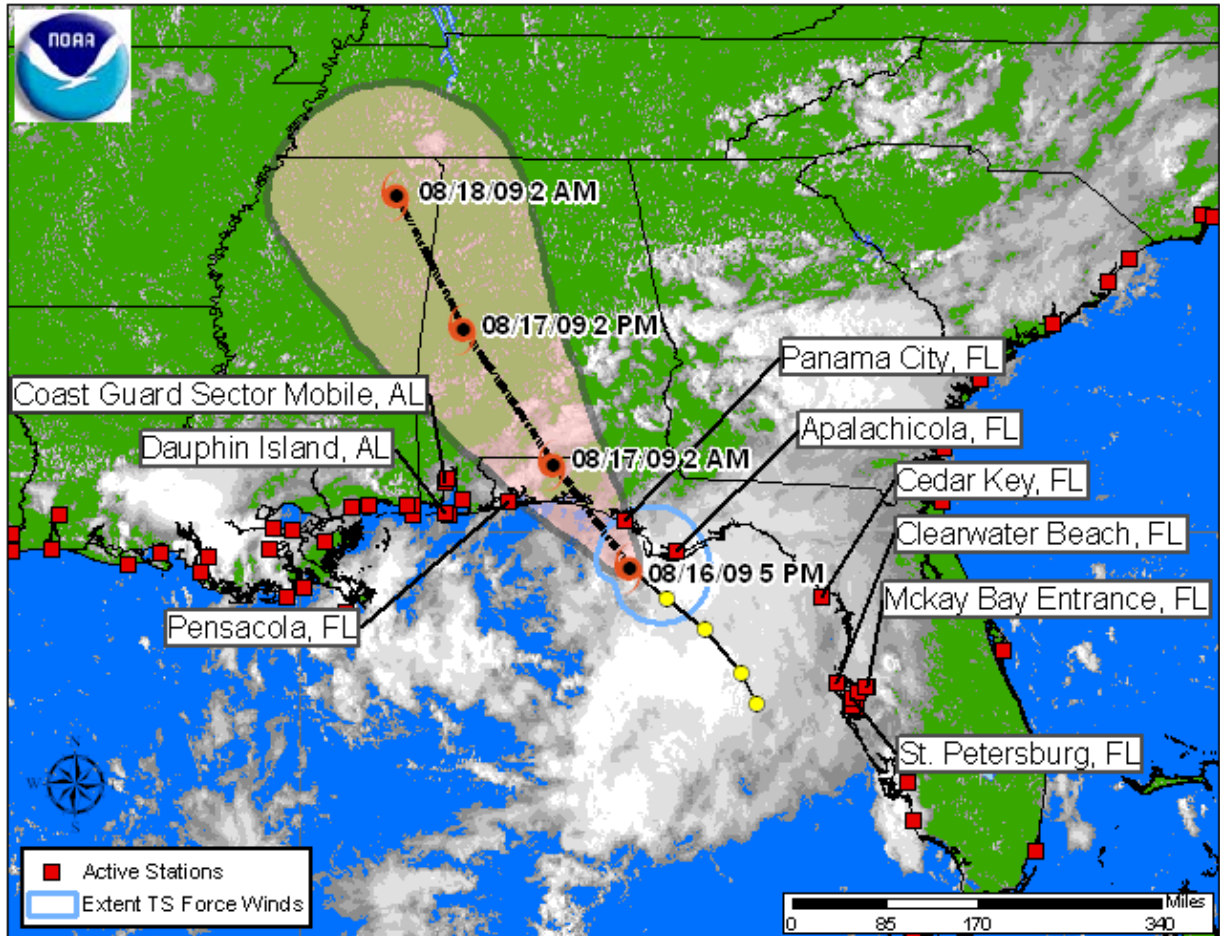 NOAA
08/18/09 2 AM
08/17/09 2 PM
Panama City, FL
Coast Guard Sector Mobile, AL
Apalachicola, FL
Dauphin Island, AL
08/17/09 2 AM
Cedar Key, FL
Clearwater Beach, FL
08/16/09 5 PM
Mckay Bay Entrance, FL
Pensacola, FL
St. Petersburg, FL
N
W
S
S
Active Stations
Extent TS Force Winds
Miles
0 85 170 340